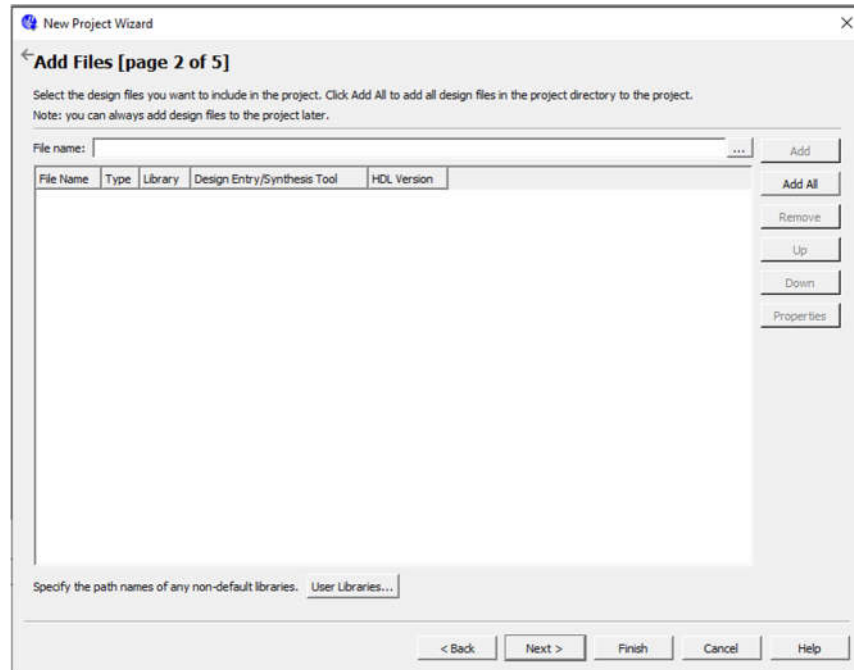 New Project Wizard
Add Files [page 2 of 5]
Select the design files you want to include in the project. Click Add All to add all design files in the project directory to the project.
Note: you can always add design files to the project later.
File name: ... Add
File Name Type Library Design Entry/Synthesis Tool HDL Version Add All
Remove
Up
Down
Properties
Specify the path names of any non-default libraries. User Libraries...
< Back Next > Finish Cancel Help